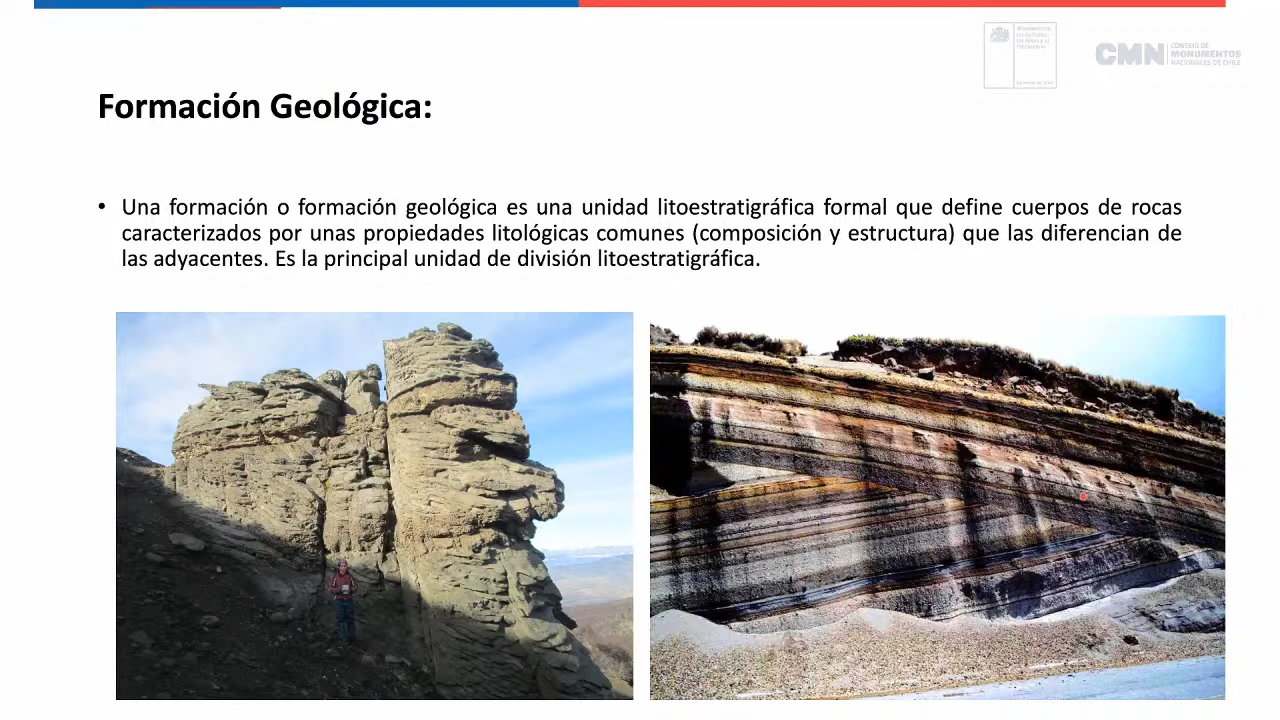 CMN
CONSEJO DE
MONUMENTOS
NACIONALES DE CHILE
Formación Geológica:
• Una formación o formación geológica es una unidad litoestratigráfica formal que define cuerpos de rocas
caracterizados por unas propiedades litológicas comunes (composición y estructura) que las diferencian de
las adyacentes. Es la principal unidad de división litoestratigráfica.